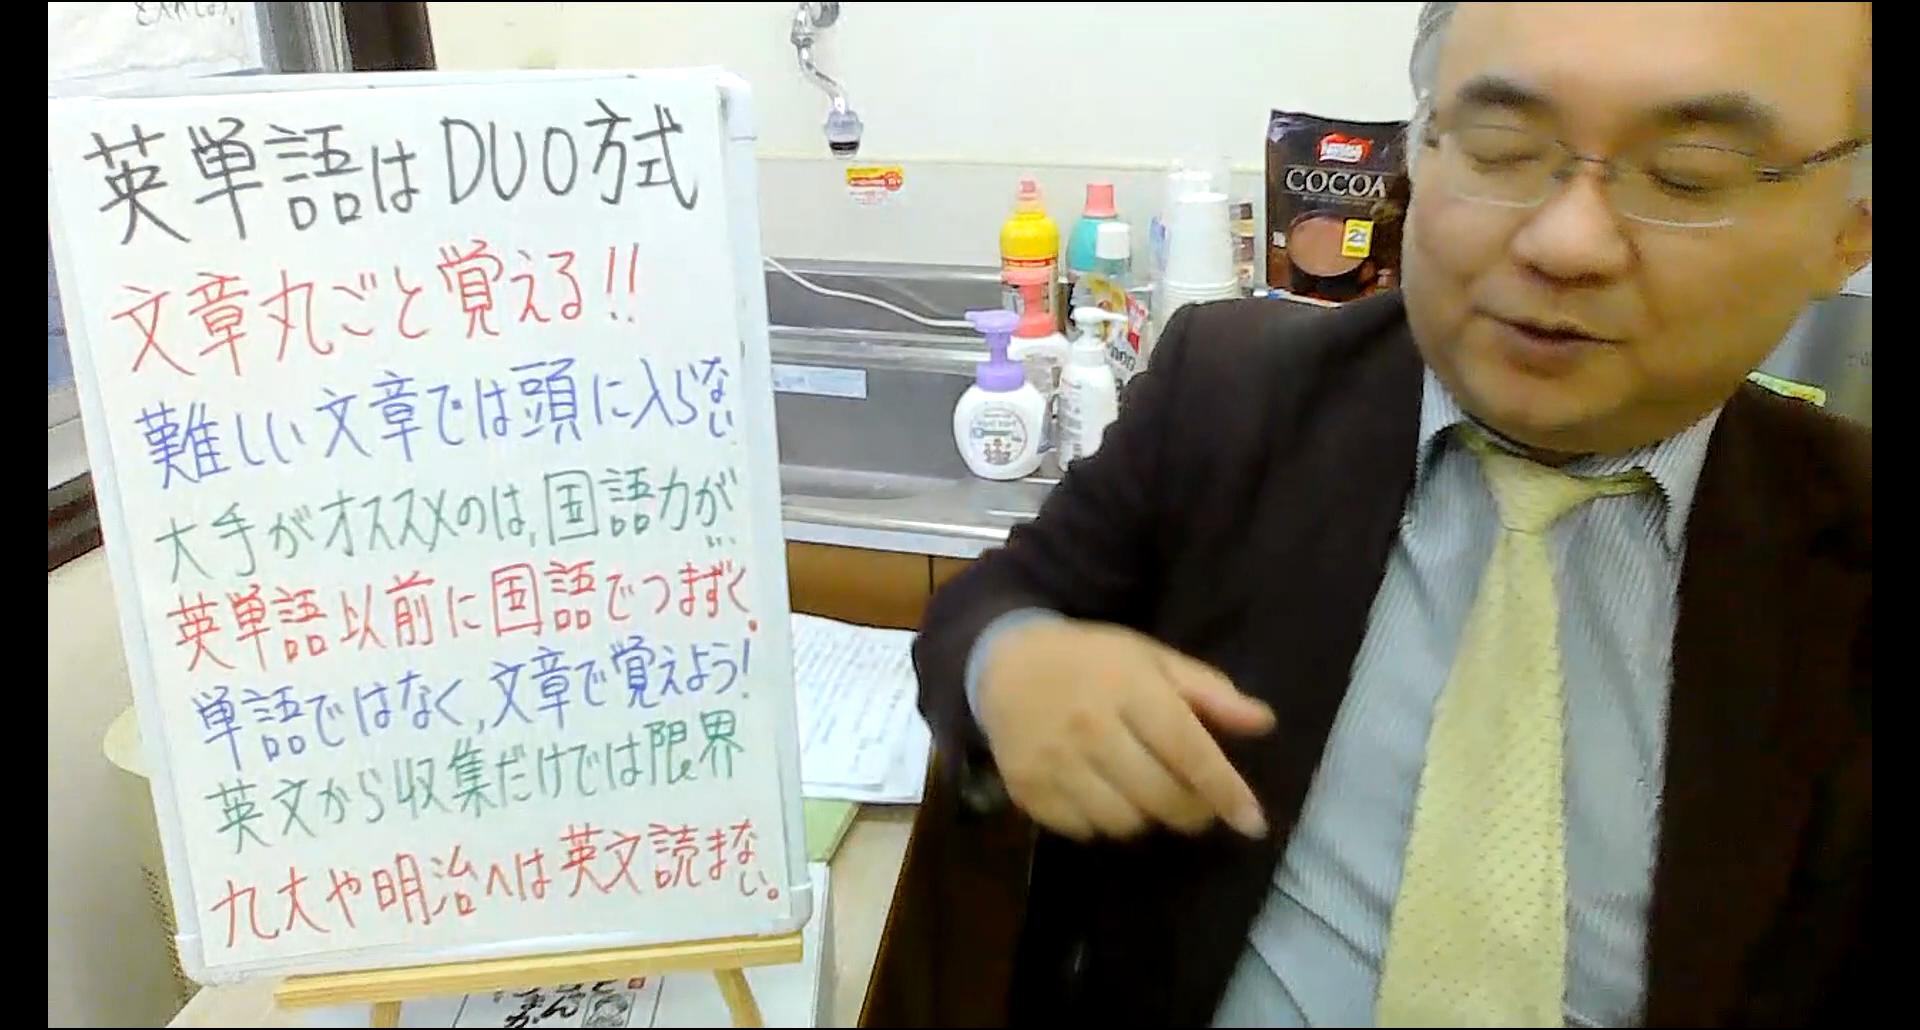 英単語はDUO方式
文章丸ごと覚える!!
難しい文章では頭に入らない
大手がオススメのは,国語力が…
英単語以前に国語でつまずく.
単語ではなく,文章で覚えよう!
英文から収集だけでは限界
九大や明治へは英文読まない。
COCOA